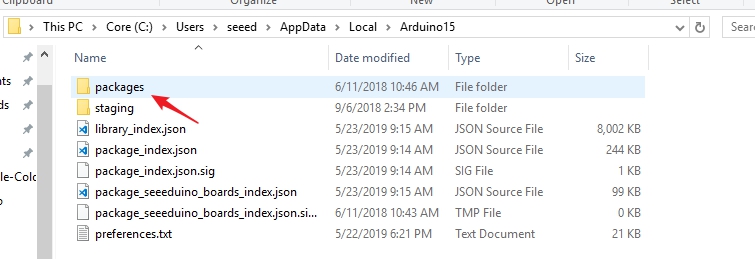 Organize
New
Open
Select
This PC > Core (C:) > Users > seeed > AppData > Local > Arduino15
Sear
Name Date modified Type Size
packages 6/11/2018 10:46 AM File folder
nts
staging 9/6/2018 2:34 PM File folder
ds
library_index.json 5/23/2019 9:15 AM JSON Source File 8,002 KB
package_index.json 5/23/2019 9:14 AM JSON Source File 244 KB
package_index.json.sig 5/23/2019 9:14 AM SIG File 1 KB
le-Colo
package_seeeduino_boards_index.json 5/23/2019 9:15 AM JSON Source File 99 KB
package_seeeduino_boards_index.json.si... 6/11/2018 10:43 AM TMP File 0 KB
preferences.txt 5/22/2019 6:21 PM Text Document 21 KB